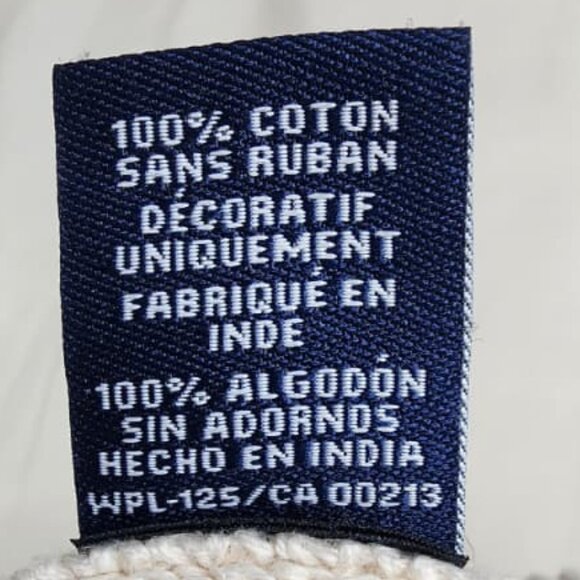 100% COTON
SANS RUBAN
DÉCORATIF
UNIQUEMENT
FABRIQUÉ EN
INDE
100% ALGODÓN
SIN ADORNOS
HECHO EN INDIA
WPL-125/CA 00213